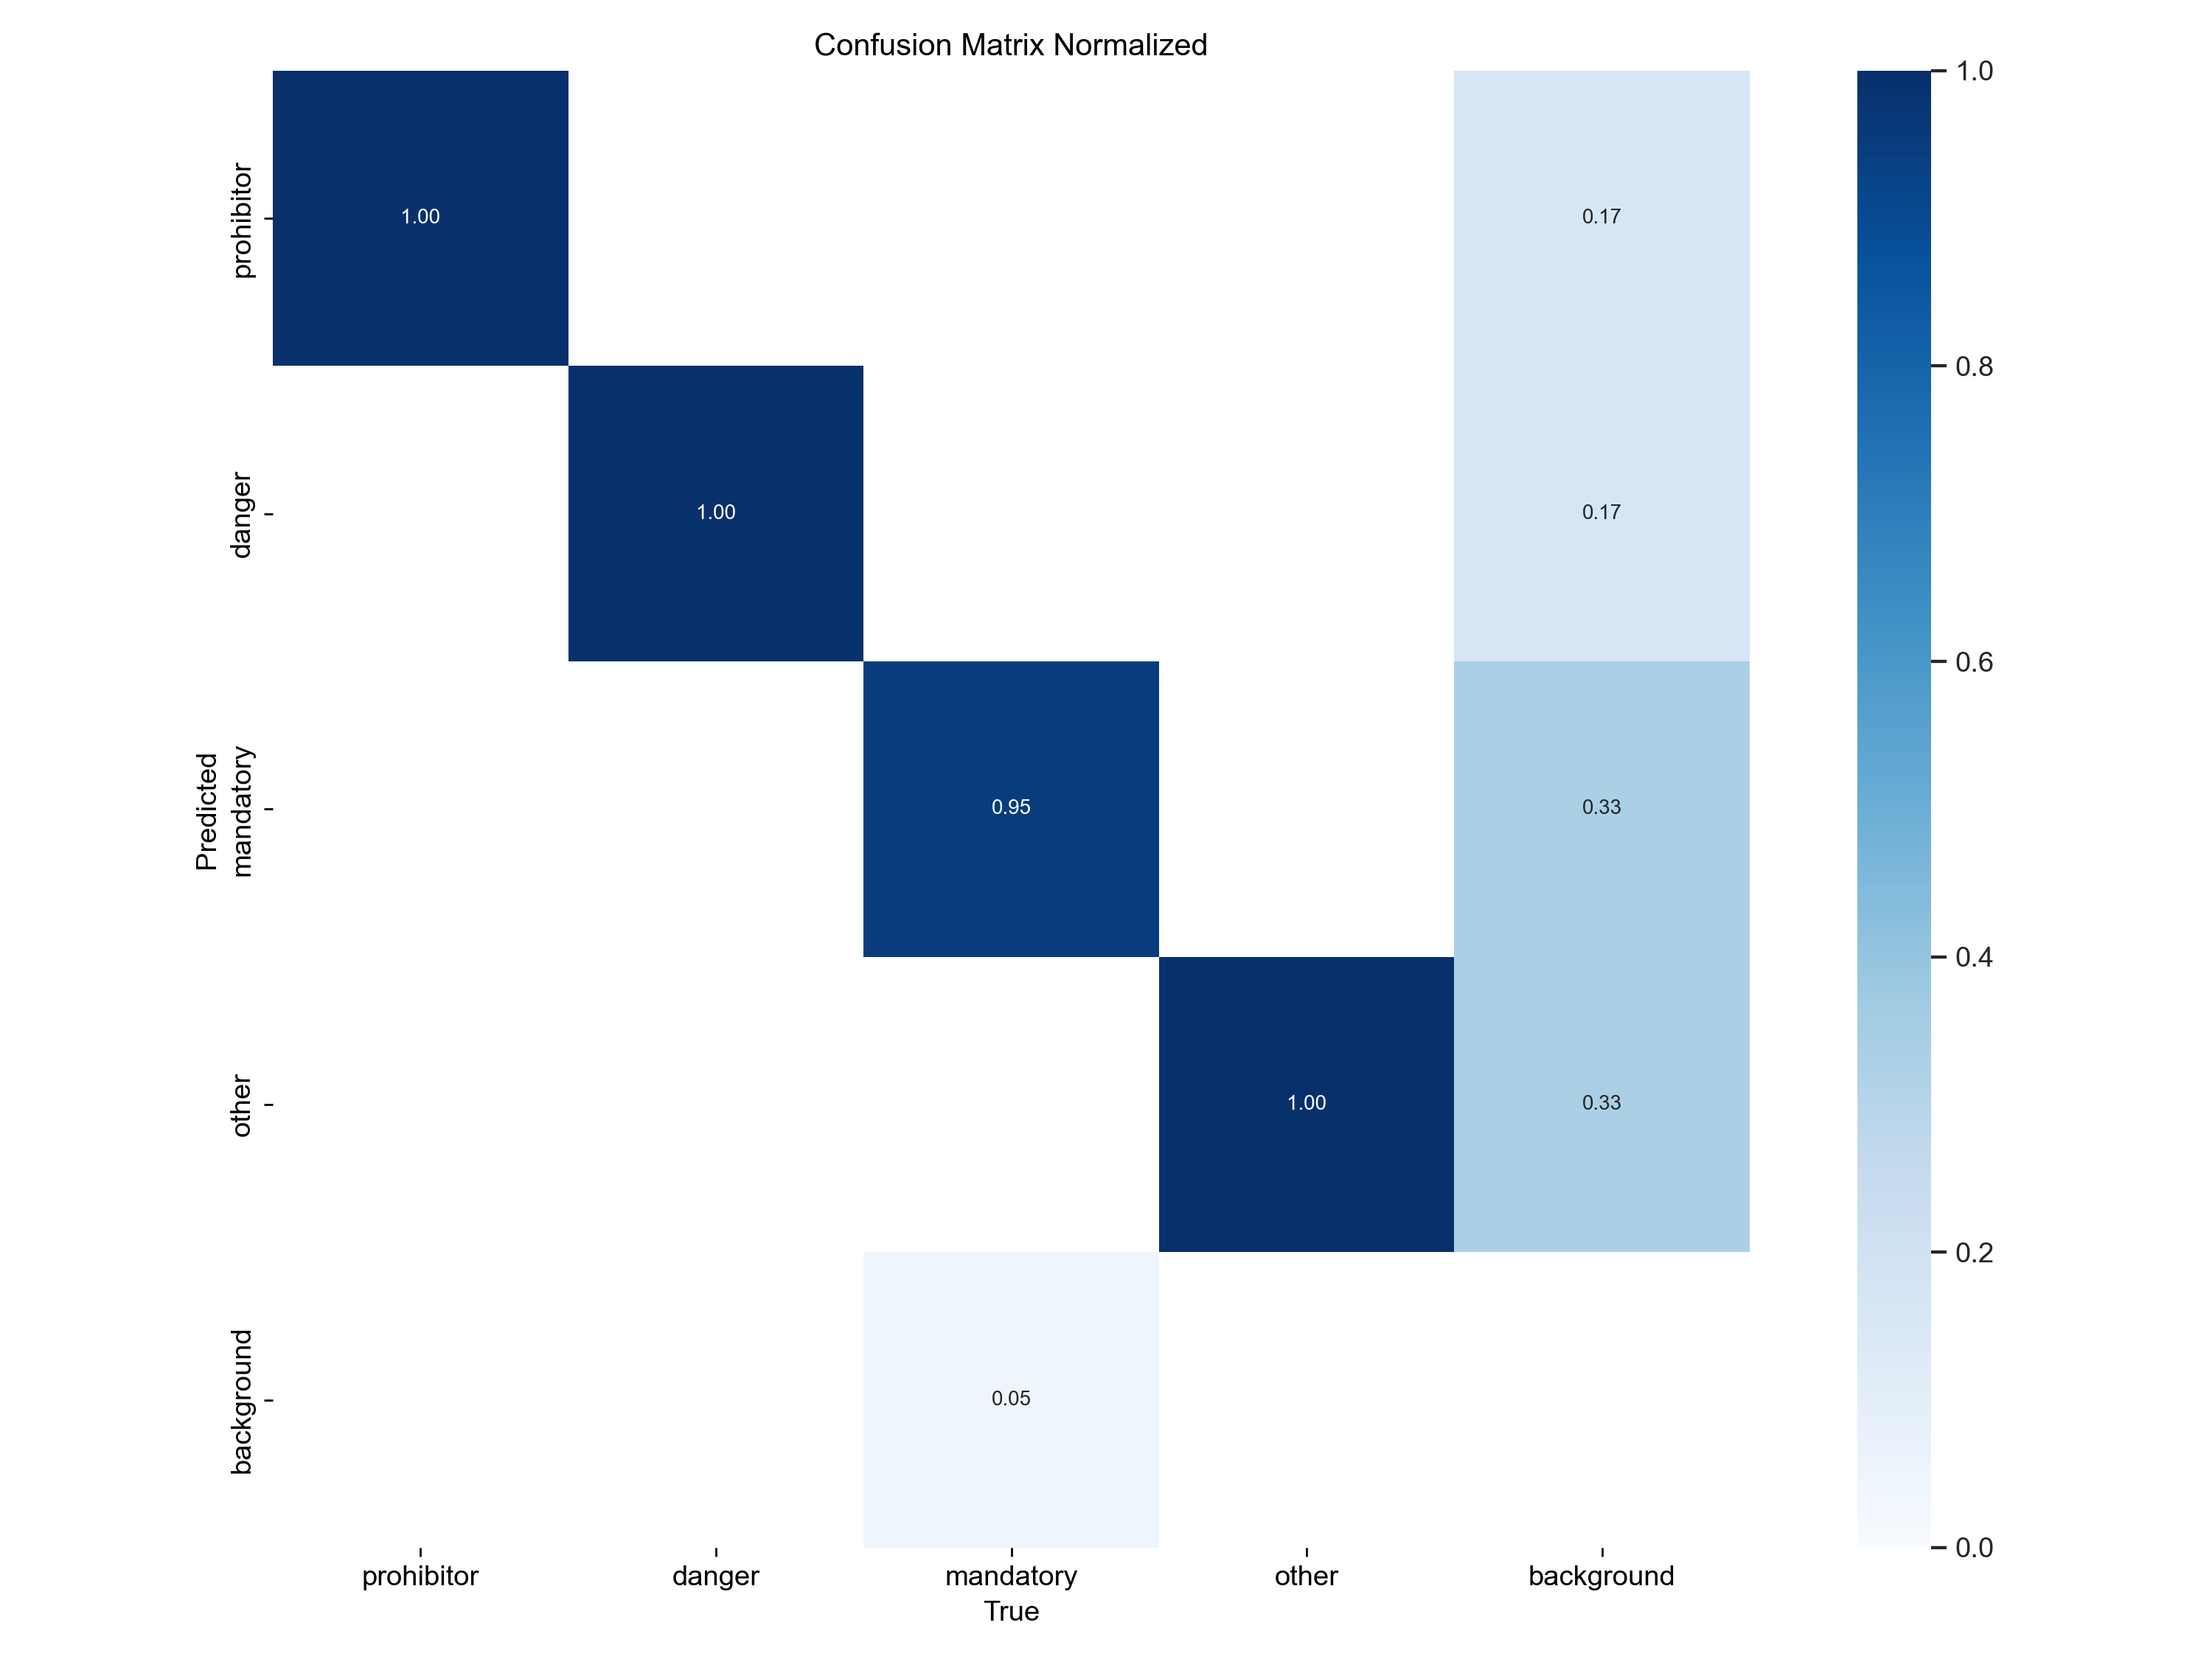 Confusion Matrix Normalized
prohibitor
danger
mandatory
other
background
Predicted
1.00
0.17
1.00
0.17
0.95
0.33
1.00
0.33
0.05
prohibitor
danger
mandatory
other
background
True
1.0
0.8
0.6
0.4
0.2
0.0